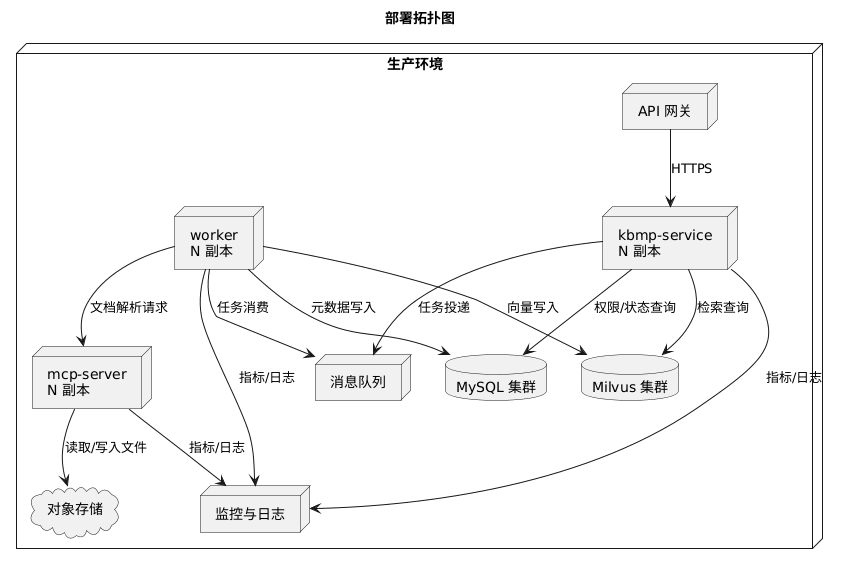 部署拓扑图
生产环境
API 网关
HTTPS
worker
N 副本
kbmp-service
N 副本
文档解析请求
任务消费
元数据写入
任务投递
向量写入
权限/状态查询
检索查询
mcp-server
N 副本
指标/日志
消息队列
MySQL 集群
Milvus 集群
指标/日志
读取/写入文件
指标/日志
对象存储
监控与日志